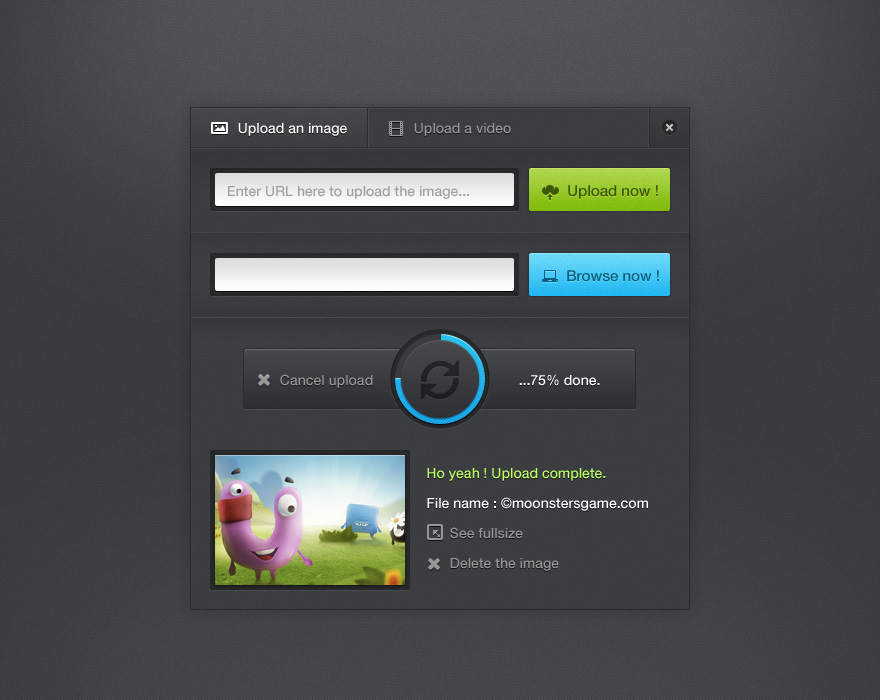 Upload an image
Upload a video
Enter URL here to upload the image...
Upload now !
Browse now !
Cancel upload
...75% done.
Ho yeah ! Upload complete.
File name : ©moonstersgame.com
See fullsize
Delete the image